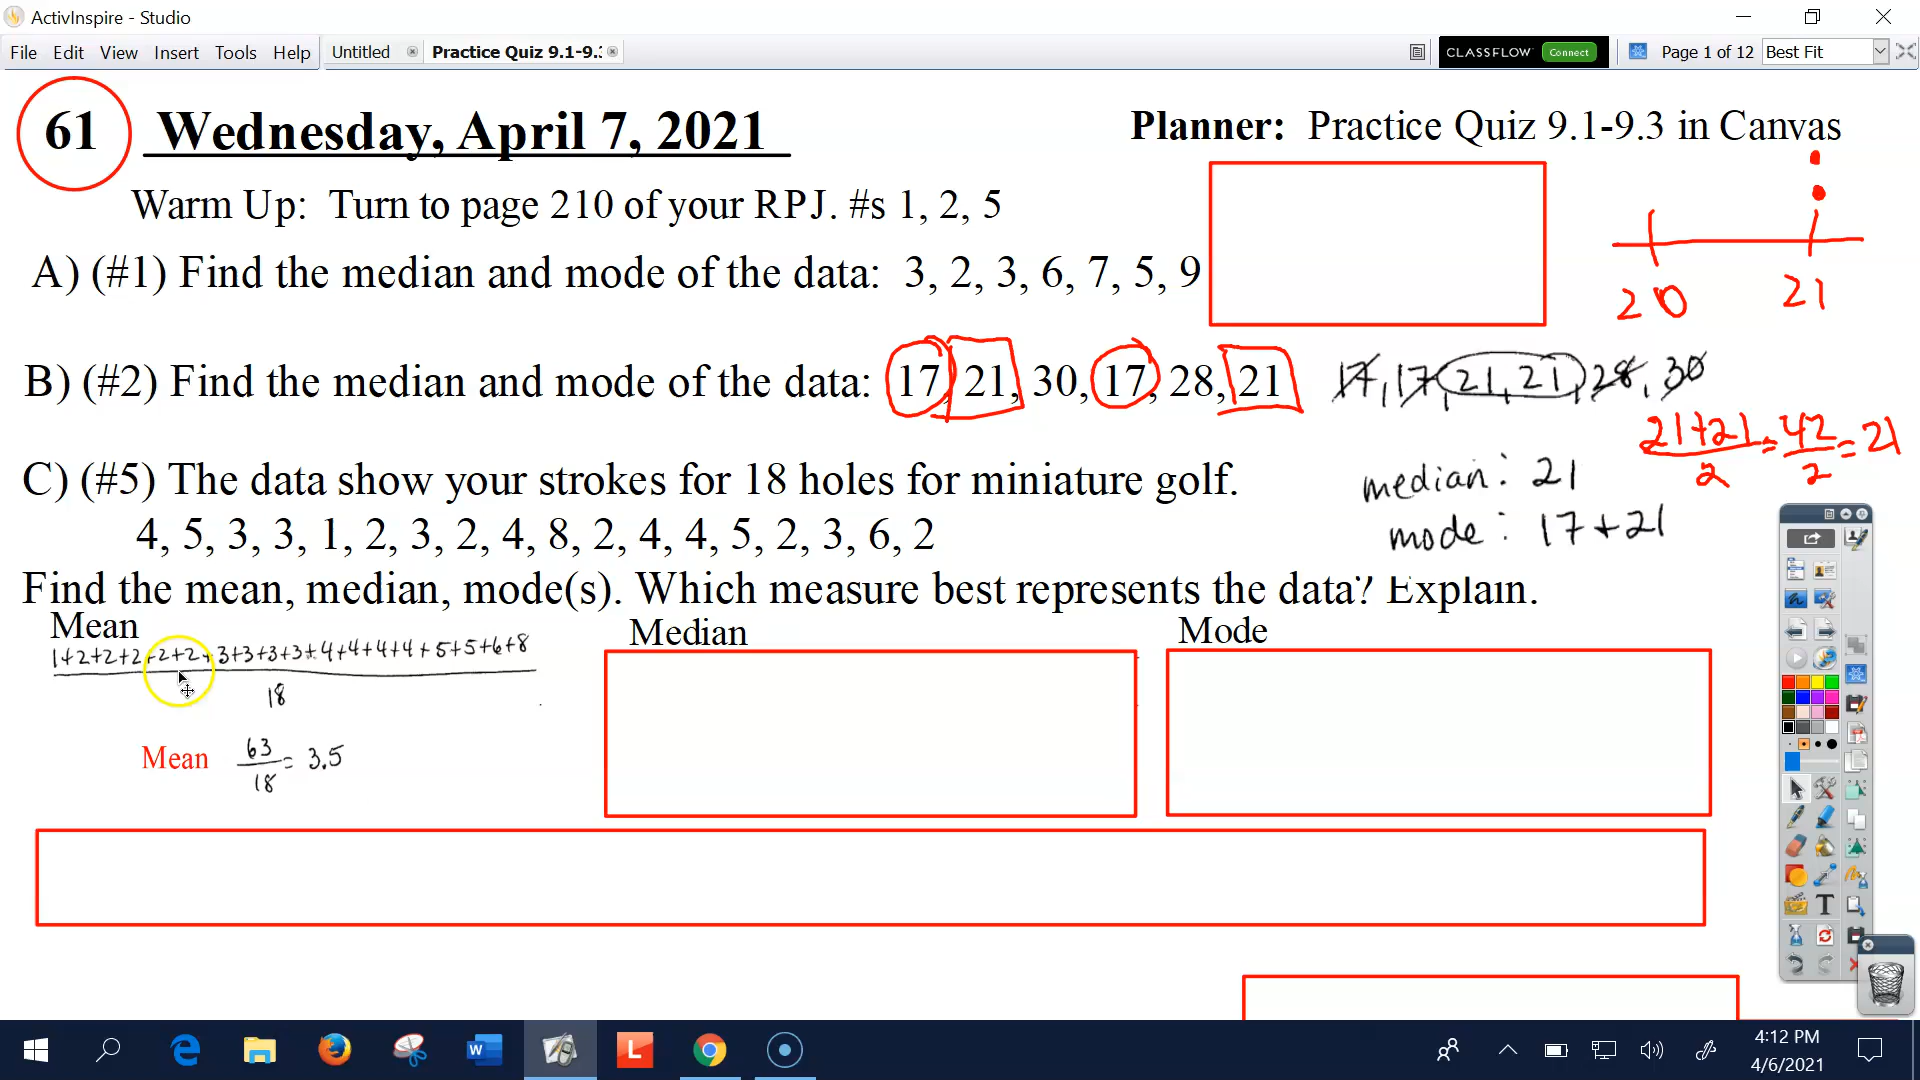 ActivInspire - Studio
File Edit View Insert Tools Help Untitled Practice Quiz 9.1-9.: CLASSFLOW Connect Page 1 of 12 Best Fit
61 Wednesday, April 7, 2021
Planner: Practice Quiz 9.1-9.3 in Canvas
Warm Up: Turn to page 210 of your RPJ. #s 1, 2, 5
A) (#1) Find the median and mode of the data: 3, 2, 3, 6, 7, 5, 9
20 21
B) (#2) Find the median and mode of the data: 17, 21, 30, 17, 28, 21
17, 17, 21, 21, 28, 30
21+21/2 = 42/2 = 21
C) (#5) The data show your strokes for 18 holes for miniature golf.
median: 21
4, 5, 3, 3, 1, 2, 3, 2, 4, 8, 2, 4, 4, 5, 2, 3, 6, 2
mode: 17+21
Find the mean, median, mode(s). Which measure best represents the data? Explain.
Mean Median Mode
1+2+2+2+2+2+3+3+3+3+4+4+4+4+5+5+6+8
18
Mean 63/18 = 3.5
T
W L
4:12 PM
4/6/2021